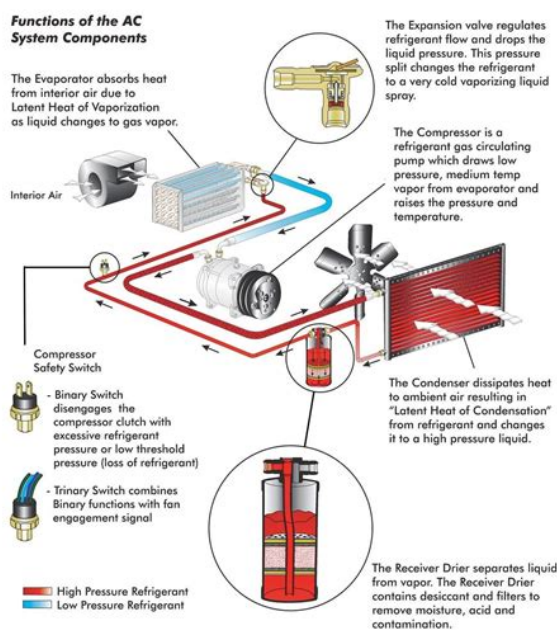 Functions of the AC
System Components
The Expansion valve regulates
refrigerant flow and drops the
liquid pressure. This pressure
split changes the refrigerant
to a very cold vaporizing liquid
spray.
The Evaporator absorbs heat
from interior air due to
Latent Heat of Vaporization
as liquid changes to gas vapor.
The Compressor is a
refrigerant gas circulating
pump which draws low
pressure, medium temp
vapor from evaporator and
raises the pressure and
temperature.
Interior Air
Compressor
Safety Switch
- Binary Switch
disengages the
compressor clutch with
excessive refrigerant
pressure or low threshold
pressure (loss of refrigerant)
- Trinary Switch combines
Binary functions with fan
engagement signal
The Condenser dissipates heat
to ambient air resulting in
"Latent Heat of Condensation"
from refrigerant and changes
it to a high pressure liquid.
The Receiver Drier separates liquid
from vapor. The Receiver Drier
contains desiccant and filters to
remove moisture, acid and
contamination.
High Pressure Refrigerant
Low Pressure Refrigerant